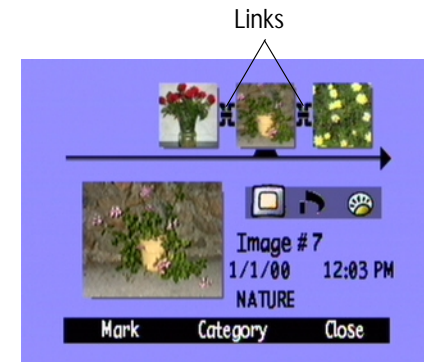 Links
Image # 7
1/1/00 12:03 PM
NATURE
Mark Category Close